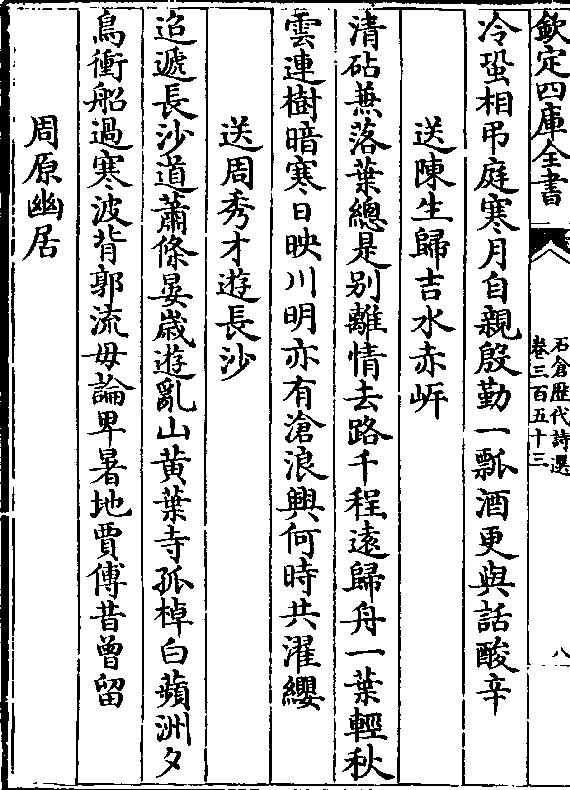 欽定四庫全書
石倉歴代詩選
卷三百五十三
八
冷蛩相弔庭寒月自親殷勤一瓢酒更與話酸辛
送陳生歸吉水赤岸
清砧兼落葉總是别離情去路千程遠歸舟一葉輕秋
雲連樹暗寒日映川明亦有滄浪興何時共濯纓
送周秀才遊長沙
迢遞長沙道蕭條晏歳遊亂山黄葉寺孤棹白蘋洲夕
鳥衝船過寒波背郭流毋論卑暑地賈傅昔曾留
周原幽居